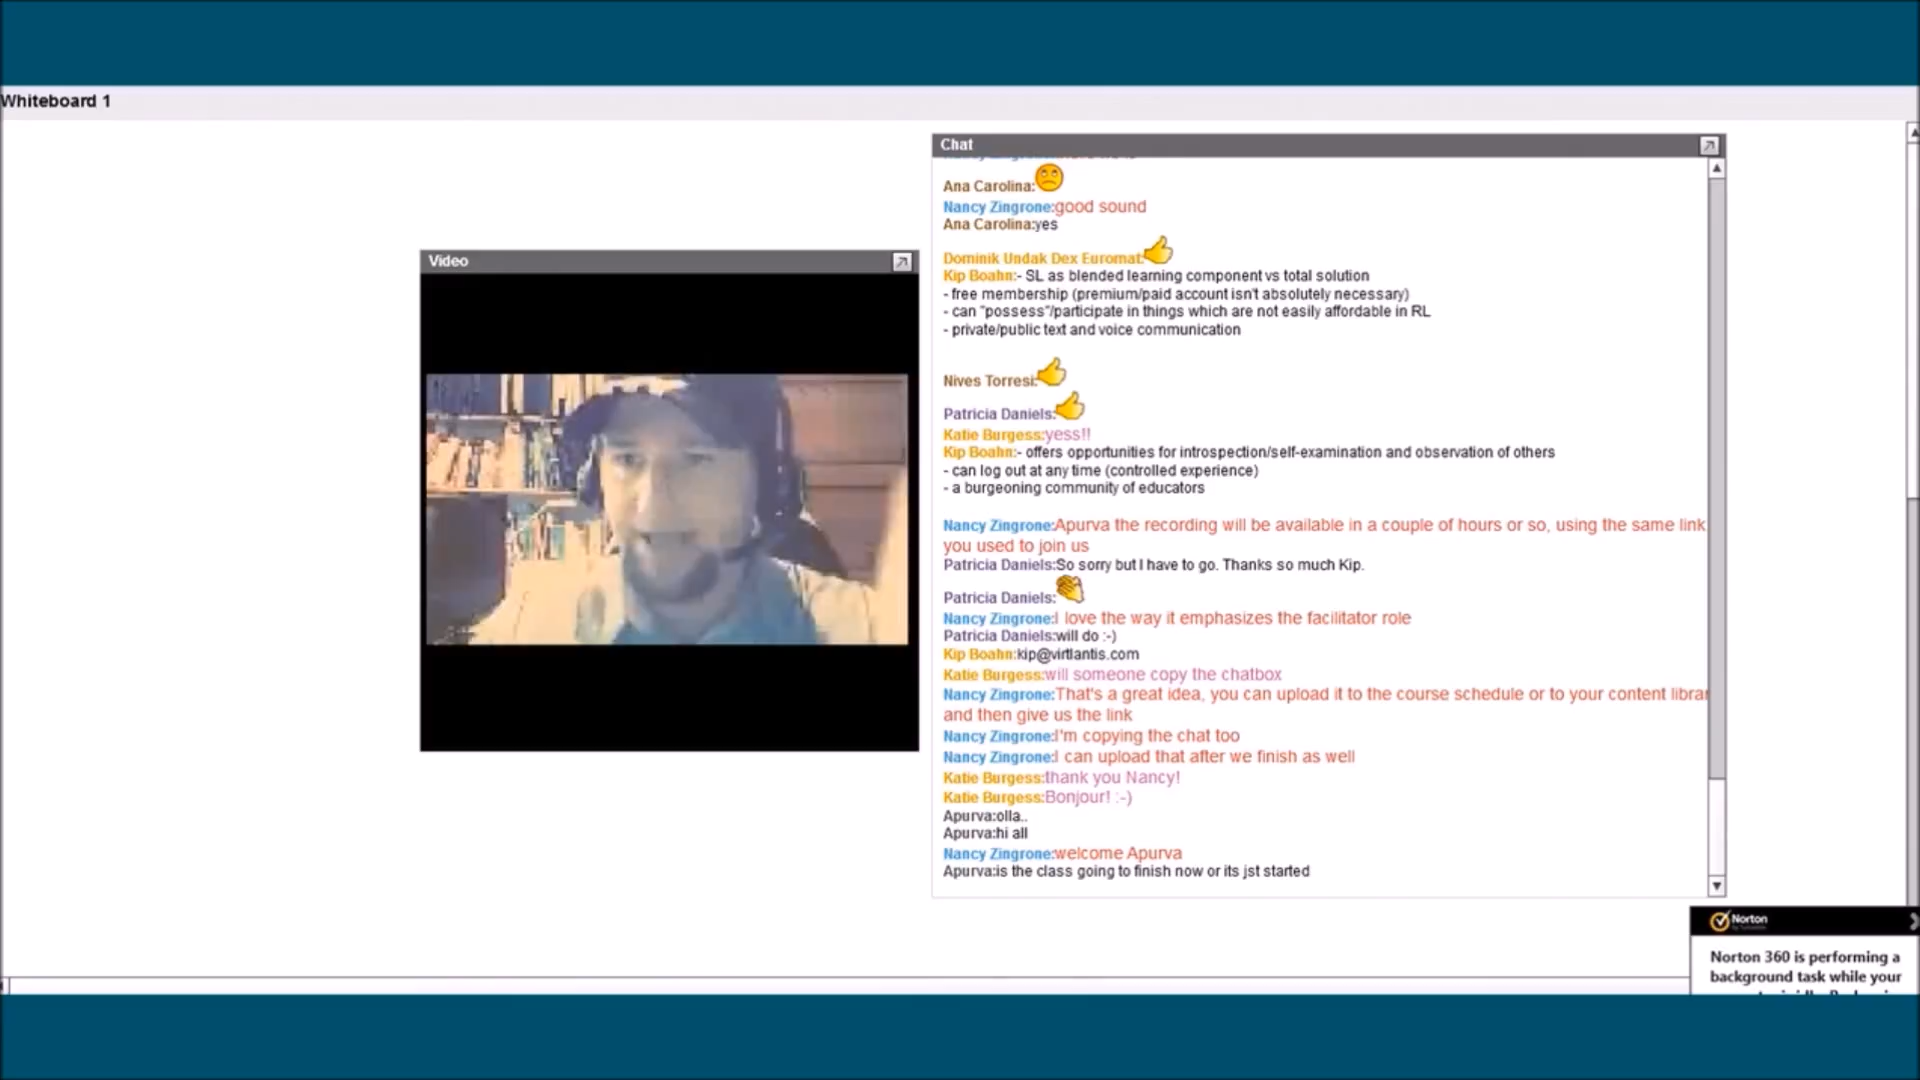 Whiteboard 1
Chat
Ana Carolina:
Nancy Zingrone:good sound
Ana Carolina:yes
Video
Dominik Undak Dex Euromat:
Kip Boahn:- SL as blended learning component vs total solution
- free membership (premium/paid account isn't absolutely necessary)
- can "possess"/participate in things which are not easily affordable in RL
- private/public text and voice communication
Nives Torresi:
Patricia Daniels:
Katie Burgess:yess!!
Kip Boahn:- offers opportunities for introspection/self-examination and observation of others
- can log out at any time (controlled experience)
- a burgeoning community of educators
Nancy Zingrone:Apurva the recording will be available in a couple of hours or so, using the same link
you used to join us
Patricia Daniels:So sorry but I have to go. Thanks so much Kip.
Patricia Daniels:
Nancy Zingrone:I love the way it emphasizes the facilitator role
Patricia Daniels:will do :-)
Kip Boahn:kip@virtlantis.com
Katie Burgess:will someone copy the chatbox
Nancy Zingrone:That's a great idea, you can upload it to the course schedule or to your content librar
and then give us the link
Nancy Zingrone:I'm copying the chat too
Nancy Zingrone:I can upload that after we finish as well
Katie Burgess:thank you Nancy!
Katie Burgess:Bonjour! :-)
Apurva:olla..
Apurva:hi all
Nancy Zingrone:welcome Apurva
Apurva:is the class going to finish now or its jst started
Norton
Norton 360 is performing a
background task while your